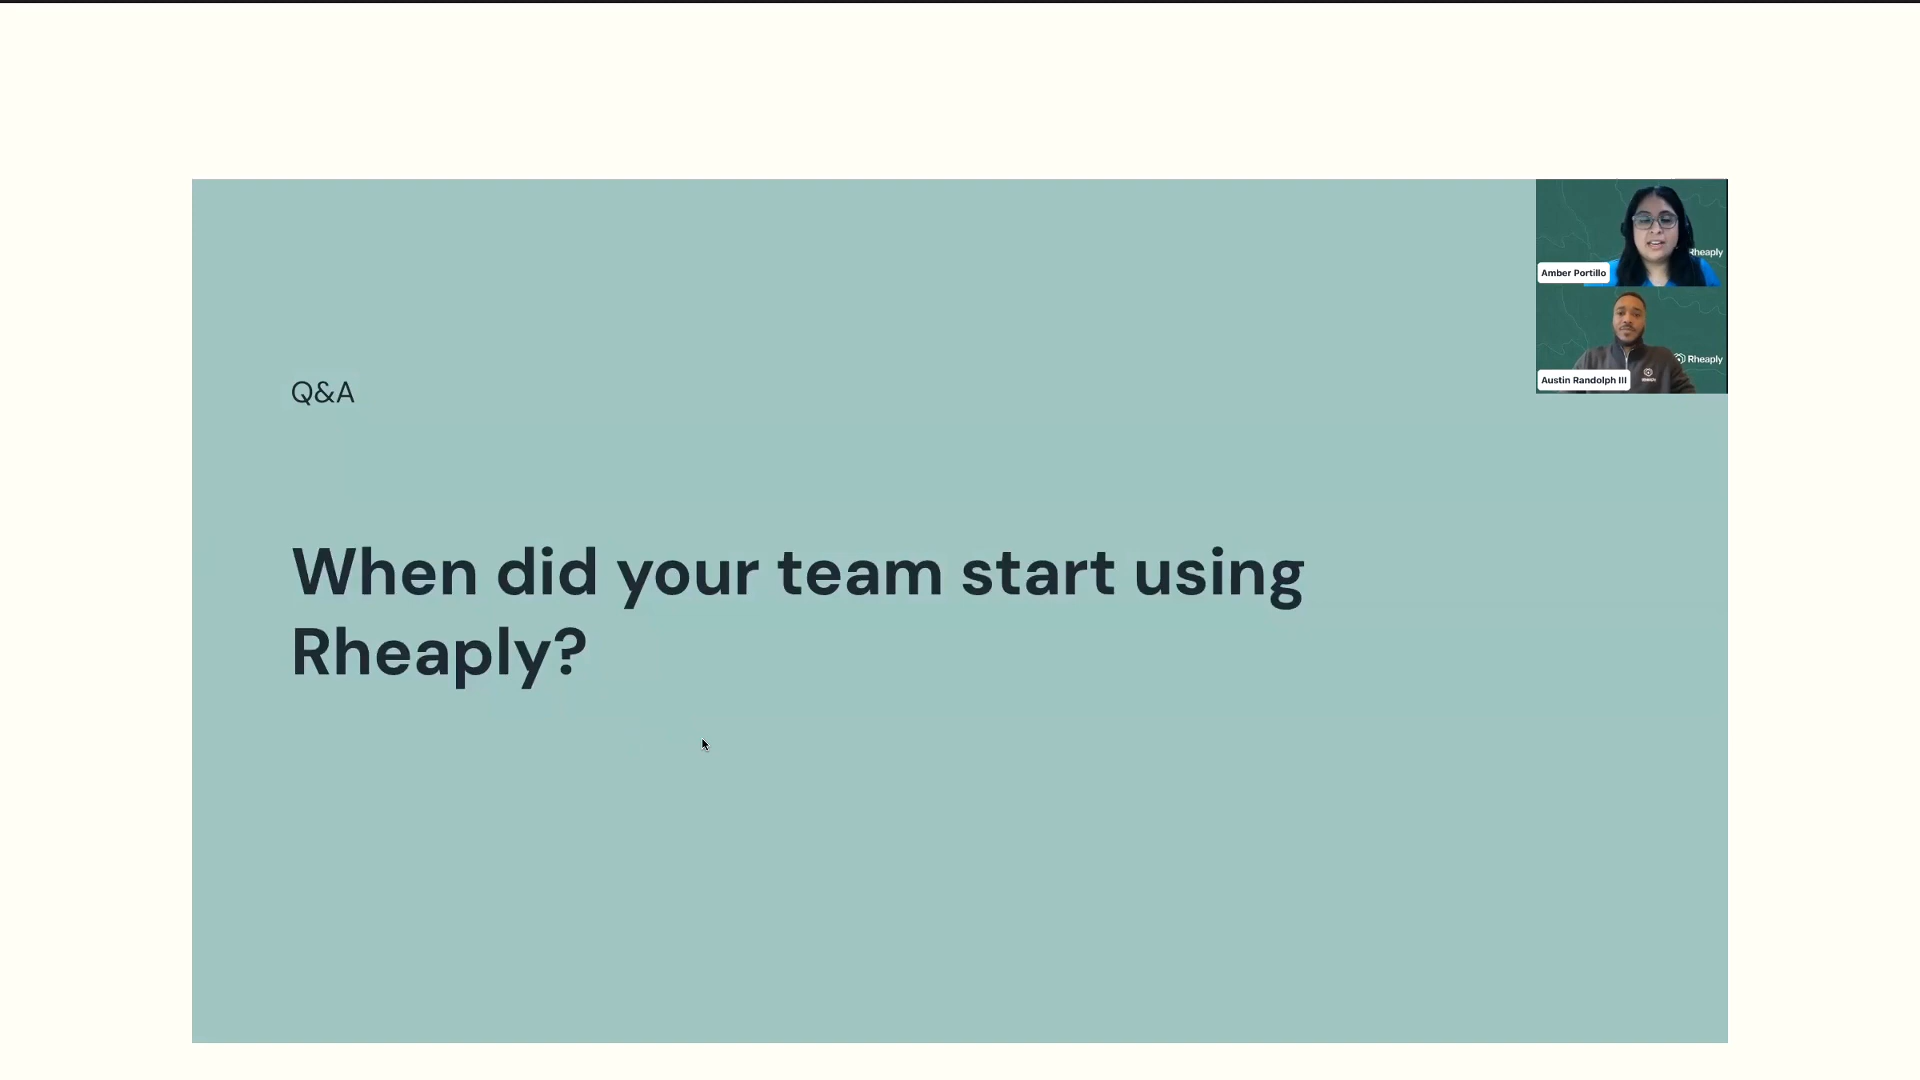 Q&A
When did your team start using
Rheaply?
Rheaply
Amber Portillo
Rheaply
Austin Randolph III